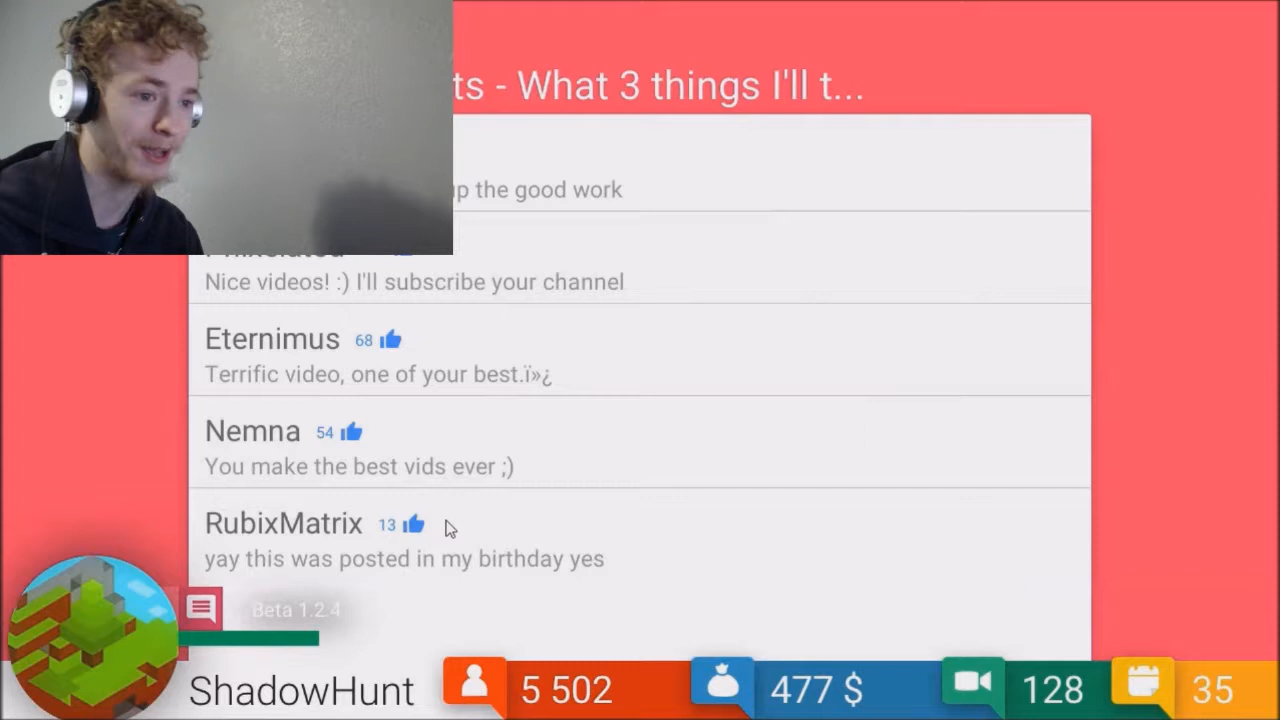 ts - What 3 things I'll t...
up the good work
Nice videos! :) I'll subscribe your channel
Eternimus 68
Terrific video, one of your best.ï»¿
Nemna 54
You make the best vids ever ;)
RubixMatrix 13
yay this was posted in my birthday yes
Beta 1.2.4
ShadowHunt
5 502
477 $
128
35